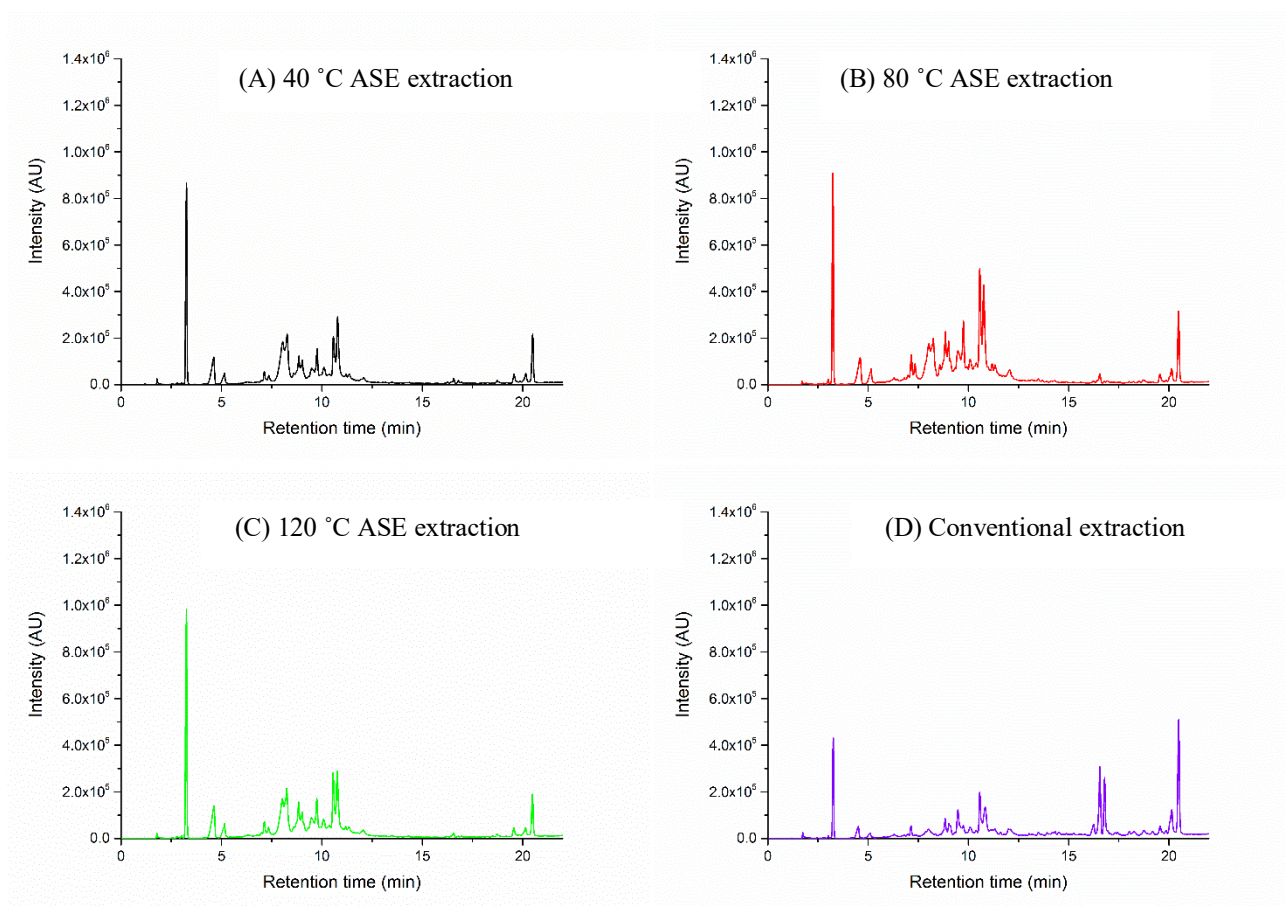 (A) 40 ˚C ASE extraction
1.4x10⁶
1.2x10⁶
1.0x10⁶
8.0x10⁵
6.0x10⁵
4.0x10⁵
2.0x10⁵
0.0
Intensity (AU)
0 5 10 15 20
Retention time (min)
(B) 80 ˚C ASE extraction
1.4x10⁶
1.2x10⁶
1.0x10⁶
8.0x10⁵
6.0x10⁵
4.0x10⁵
2.0x10⁵
0.0
Intensity (AU)
0 5 10 15 20
Retention time (min)
(C) 120 ˚C ASE extraction
1.4x10⁶
1.2x10⁶
1.0x10⁶
8.0x10⁵
6.0x10⁵
4.0x10⁵
2.0x10⁵
0.0
Intensity (AU)
0 5 10 15 20
Retention time (min)
(D) Conventional extraction
1.4x10⁶
1.2x10⁶
1.0x10⁶
8.0x10⁵
6.0x10⁵
4.0x10⁵
2.0x10⁵
0.0
Intensity (AU)
0 5 10 15 20
Retention time (min)